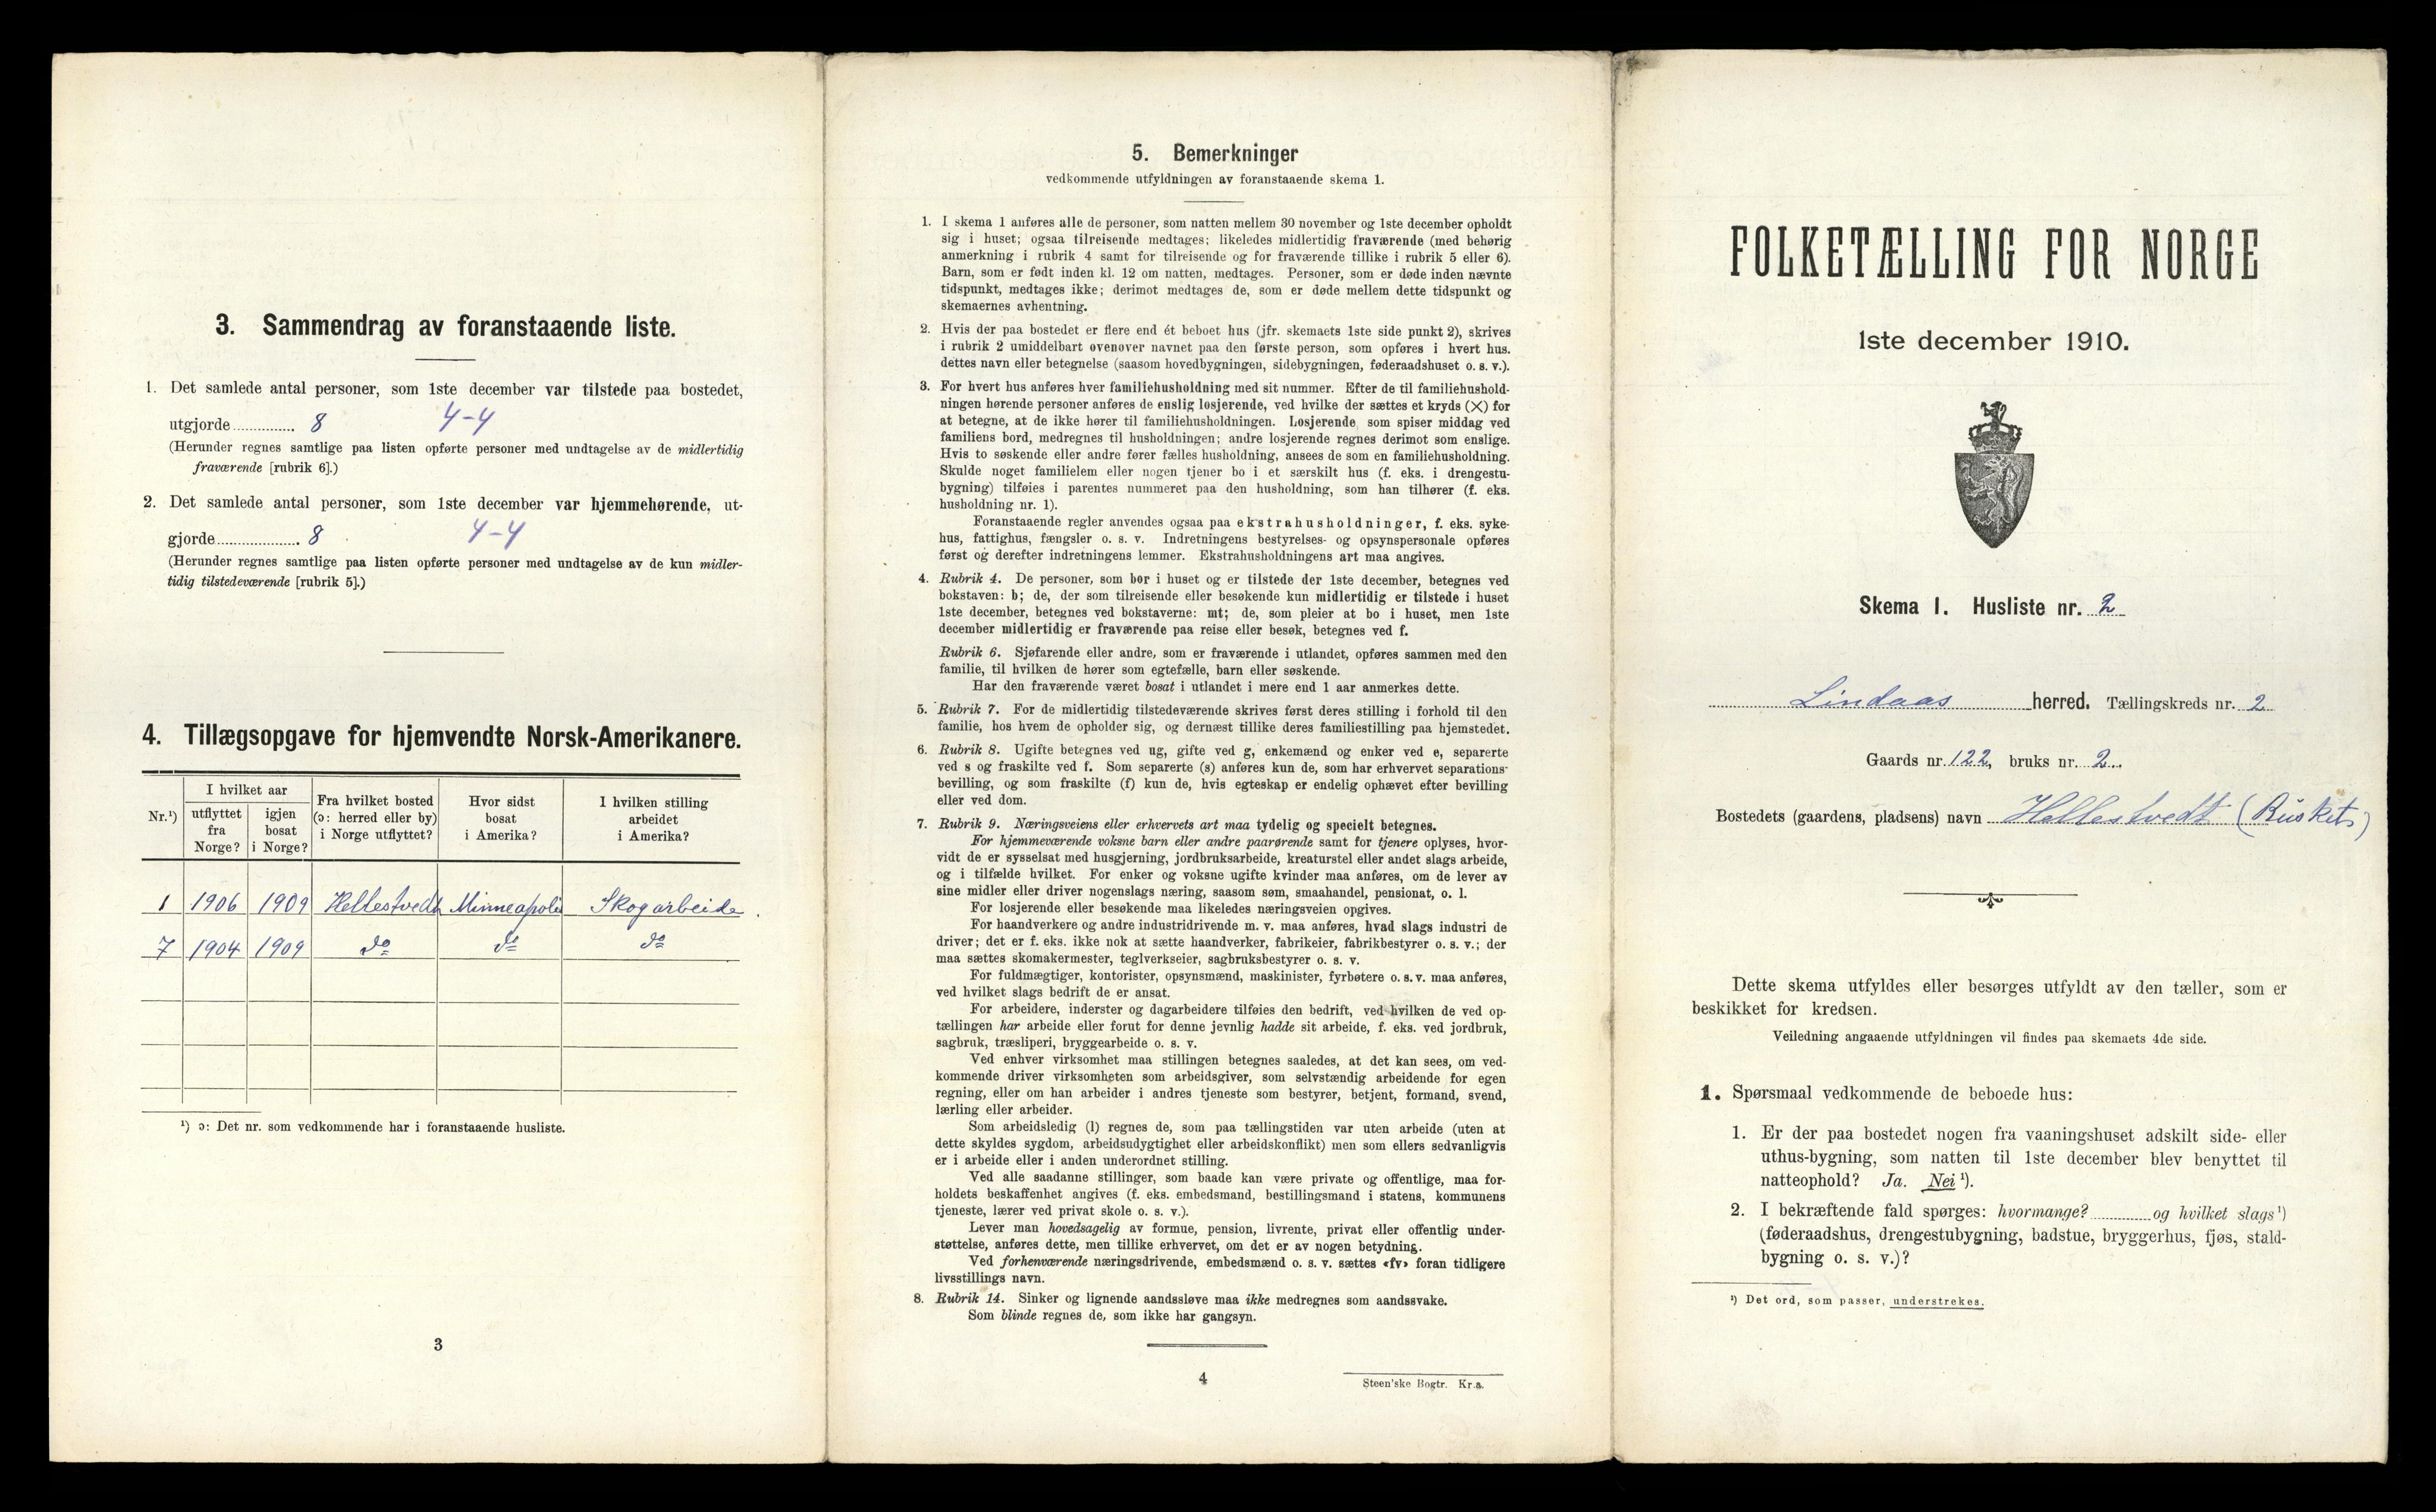 3. Sammendrag av foranstaaende liste.
1. Det samlede antal personer, som 1ste december var tilstede paa bostedet,
utgjorde 8 4-4
(Herunder regnes samtlige paa listen opførte personer med undtagelse av de midlertidig
fraværende [rubrik 6].)
2. Det samlede antal personer, som 1ste december var hjemmehørende, ut-
gjorde 8 4-4
(Herunder regnes samtlige paa listen opførte personer med undtagelse av de kun midler-
tidig tilstedeværende [rubrik 5].)
4. Tillægsopgave for hjemvendte Norsk-Amerikanere.
Nr.¹) I hvilket aar utflyttet fra Norge? igjen bosat i Norge? Fra hvilket bosted (ɔ: herred eller by) i Norge utflyttet? Hvor sidst bosat i Amerika? I hvilken stilling arbeidet i Amerika?
1 1906 1909 Hellestvedt Minneapolis Skogarbeide
7 1904 1909 do do do
¹) ɔ: Det nr. som vedkommende har i foranstaaende husliste.
3
5. Bemerkninger
vedkommende utfyldningen av foranstaaende skema 1.
1. I skema 1 anføres alle de personer, som natten mellem 30 november og 1ste december opholdt
sig i huset; ogsaa tilreisende medtages; likeledes midlertidig fraværende (med behørig
anmerkning i rubrik 4 samt for tilreisende og for fraværende tillike i rubrik 5 eller 6).
Barn, som er født inden kl. 12 om natten, medtages. Personer, som er døde inden nævnte
tidspunkt, medtages ikke; derimot medtages de, som er døde mellem dette tidspunkt og
skemaernes avhentning.
2. Hvis der paa bostedet er flere end ét beboet hus (jfr. skemaets 1ste side punkt 2), skrives
i rubrik 2 umiddelbart ovenover navnet paa den første person, som opføres i hvert hus.
dettes navn eller betegnelse (saasom hovedbygningen, sidebygningen, føderaadshuset o. s. v.).
3. For hvert hus anføres hver familiehusholdning med sit nummer. Efter de til familiehushold-
ningen hørende personer anføres de enslig losjerende, ved hvilke der sættes et kryds (×) for
at betegne, at de ikke hører til familiehusholdningen. Losjerende som spiser middag ved
familiens bord, medregnes til husholdningen; andre losjerende regnes derimot som enslige.
Hvis to søskende eller andre fører fælles husholdning, ansees de som en familiehusholdning.
Skulde noget familielem eller nogen tjener bo i et særskilt hus (f. eks. i drengestu-
bygning) tilføies i parentes nummeret paa den husholdning, som han tilhører (f. eks.
husholdning nr. 1).
Foranstaaende regler anvendes ogsaa paa ekstrahusholdninger, f. eks. syke-
hus, fattighus, fængsler o. s. v. Indretningens bestyrelses- og opsynspersonale opføres
først og derefter indretningens lemmer. Ekstrahusholdningens art maa angives.
4. Rubrik 4. De personer, som bor i huset og er tilstede der 1ste december, betegnes ved
bokstaven: b; de, der som tilreisende eller besøkende kun midlertidig er tilstede i huset
1ste december, betegnes ved bokstaverne: mt; de, som pleier at bo i huset, men 1ste
december midlertidig er fraværende paa reise eller besøk, betegnes ved f.
Rubrik 6. Sjøfarende eller andre, som er fraværende i utlandet, opføres sammen med den
familie, til hvilken de hører som egtefælle, barn eller søskende.
Har den fraværende været bosat i utlandet i mere end 1 aar anmerkes dette.
5. Rubrik 7. For de midlertidig tilstedeværende skrives først deres stilling i forhold til den
familie, hos hvem de opholder sig, og dernæst tillike deres familiestilling paa hjemstedet.
6. Rubrik 8. Ugifte betegnes ved ug, gifte ved g, enkemænd og enker ved e, separerte
ved s og fraskilte ved f. Som separerte (s) anføres kun de, som har erhvervet separations-
bevilling, og som fraskilte (f) kun de, hvis egteskap er endelig ophævet efter bevilling
eller ved dom.
7. Rubrik 9. Næringsveiens eller erhvervets art maa tydelig og specielt betegnes.
For hjemmeværende voksne barn eller andre paarørende samt for tjenere oplyses, hvor-
vidt de er sysselsat med husgjerning, jordbruksarbeide, kreaturstel eller andet slags arbeide,
og i tilfælde hvilket. For enker og voksne ugifte kvinder maa anføres, om de lever av
sine midler eller driver nogenslags næring, saasom søm, smaahandel, pensionat, o. l.
For losjerende eller besøkende maa likeledes næringsveien opgives.
For haandverkere og andre industridrivende m. v. maa anføres, hvad slags industri de
driver; det er f. eks. ikke nok at sætte haandverker, fabrikeier, fabrikbestyrer o. s. v.; der
maa sættes skomakermester, teglverkseier, sagbruksbestyrer o. s. v.
For fuldmægtiger, kontorister, opsynsmænd, maskinister, fyrbøtere o. s. v. maa anføres,
ved hvilket slags bedrift de er ansat.
For arbeidere, inderster og dagarbeidere tilføies den bedrift, ved hvilken de ved op-
tællingen har arbeide eller forut for denne jevnlig hadde sit arbeide, f. eks. ved jordbruk,
sagbruk, træsliperi, bryggearbeide o. s. v.
Ved enhver virksomhet maa stillingen betegnes saaledes, at det kan sees, om ved-
kommende driver virksomheten som arbeidsgiver, som selvstændig arbeidende for egen
regning, eller om han arbeider i andres tjeneste som bestyrer, betjent, formand, svend,
lærling eller arbeider.
Som arbeidsledig (l) regnes de, som paa tællingstiden var uten arbeide (uten at
dette skyldes sygdom, arbeidsudygtighet eller arbeidskonflikt) men som ellers sedvanligvis
er i arbeide eller i anden underordnet stilling.
Ved alle saadanne stillinger, som baade kan være private og offentlige, maa for-
holdets beskaffenhet angives (f. eks. embedsmand, bestillingsmand i statens, kommunens
tjeneste, lærer ved privat skole o. s. v.).
Lever man hovedsagelig av formue, pension, livrente, privat eller offentlig under-
støttelse, anføres dette, men tillike erhvervet, om det er av nogen betydning.
Ved forhenværende næringsdrivende, embedsmænd o. s. v. sættes «fv» foran tidligere
livsstillings navn.
8. Rubrik 14. Sinker og lignende aandssløve maa ikke medregnes som aandssvake.
Som blinde regnes de, som ikke har gangsyn.
4
Steen'ske Bogtr. Kr.a.
FOLKETÆLLING FOR NORGE
1ste december 1910.
Skema 1. Husliste nr. 2
Lindaas herred. Tællingskreds nr. 2
Gaards nr. 122, bruks nr. 2.
Bostedets (gaardens, pladsens) navn Hellestvedt (Rusket)
Dette skema utfyldes eller besørges utfyldt av den tæller, som er
beskikket for kredsen.
Veiledning angaaende utfyldningen vil findes paa skemaets 4de side.
1. Spørsmaal vedkommende de beboede hus:
1. Er der paa bostedet nogen fra vaaningshuset adskilt side- eller
uthus-bygning, som natten til 1ste december blev benyttet til
natteophold? Ja. Nei ¹).
2. I bekræftende fald spørges: hvormange? og hvilket slags¹)
(føderaadshus, drengestubygning, badstue, bryggerhus, fjøs, stald-
bygning o. s. v.)?
¹) Det ord, som passer, understrekes.